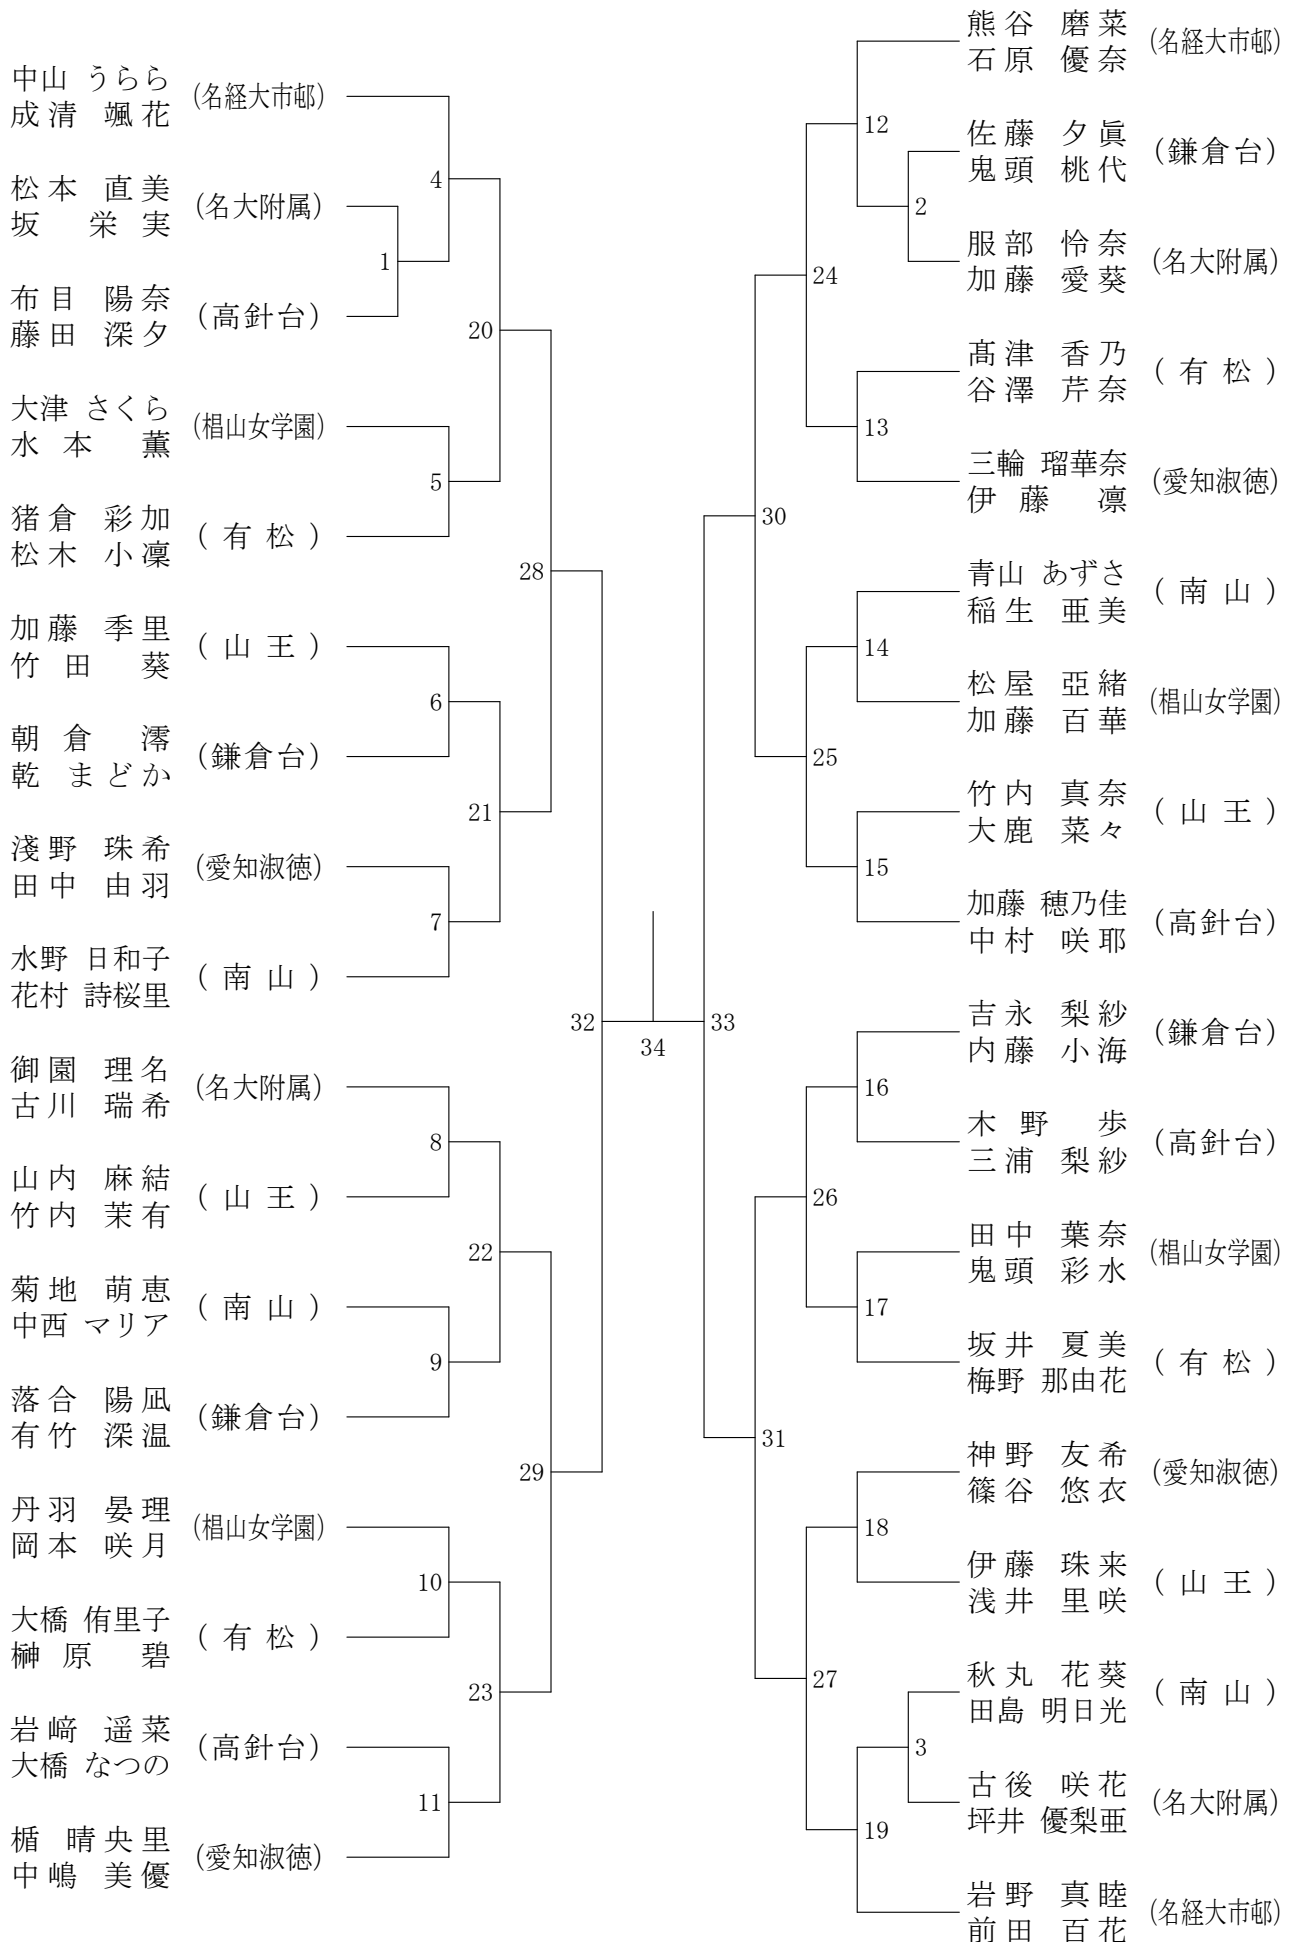 中山 うらら
成清 颯花
(名経大市邨)
松本 直美
坂 栄実
(名大附属)
布目 陽奈
藤田 深夕
(高針台)
大津 さくら
水本 薫
(椙山女学園)
猪倉 彩加
松木 小凜
(有松)
加藤 季里
竹田 葵
(山王)
朝倉 澪
乾 まどか
(鎌倉台)
淺野 珠希
田中 由羽
(愛知淑徳)
水野 日和子
花村 詩桜里
(南山)
御園 理名
古川 瑞希
(名大附属)
山内 麻結
竹内 茉有
(山王)
菊地 萌恵
中西 マリア
(南山)
落合 陽凪
有竹 深温
(鎌倉台)
丹羽 晏理
岡本 咲月
(椙山女学園)
大橋 侑里子
榊原 碧
(有松)
岩﨑 遥菜
大橋 なつの
(高針台)
楯 晴央里
中嶋 美優
(愛知淑徳)
1
4
5
6
7
8
9
10
11
20
21
22
23
28
29
32
34
33
30
31
24
25
26
27
12
2
13
14
15
16
17
18
3
19
熊谷 磨菜
石原 優奈
(名経大市邨)
佐藤 夕眞
鬼頭 桃代
(鎌倉台)
服部 怜奈
加藤 愛葵
(名大附属)
髙津 香乃
谷澤 芹奈
(有松)
三輪 瑠華奈
伊藤 凛
(愛知淑徳)
青山 あずさ
稲生 亜美
(南山)
松屋 亞緒
加藤 百華
(椙山女学園)
竹内 真奈
大鹿 菜々
(山王)
加藤 穂乃佳
中村 咲耶
(高針台)
吉永 梨紗
内藤 小海
(鎌倉台)
木野 歩
三浦 梨紗
(高針台)
田中 葉奈
鬼頭 彩水
(椙山女学園)
坂井 夏美
梅野 那由花
(有松)
神野 友希
篠谷 悠衣
(愛知淑徳)
伊藤 珠来
浅井 里咲
(山王)
秋丸 花葵
田島 明日光
(南山)
古後 咲花
坪井 優梨亜
(名大附属)
岩野 真睦
前田 百花
(名経大市邨)